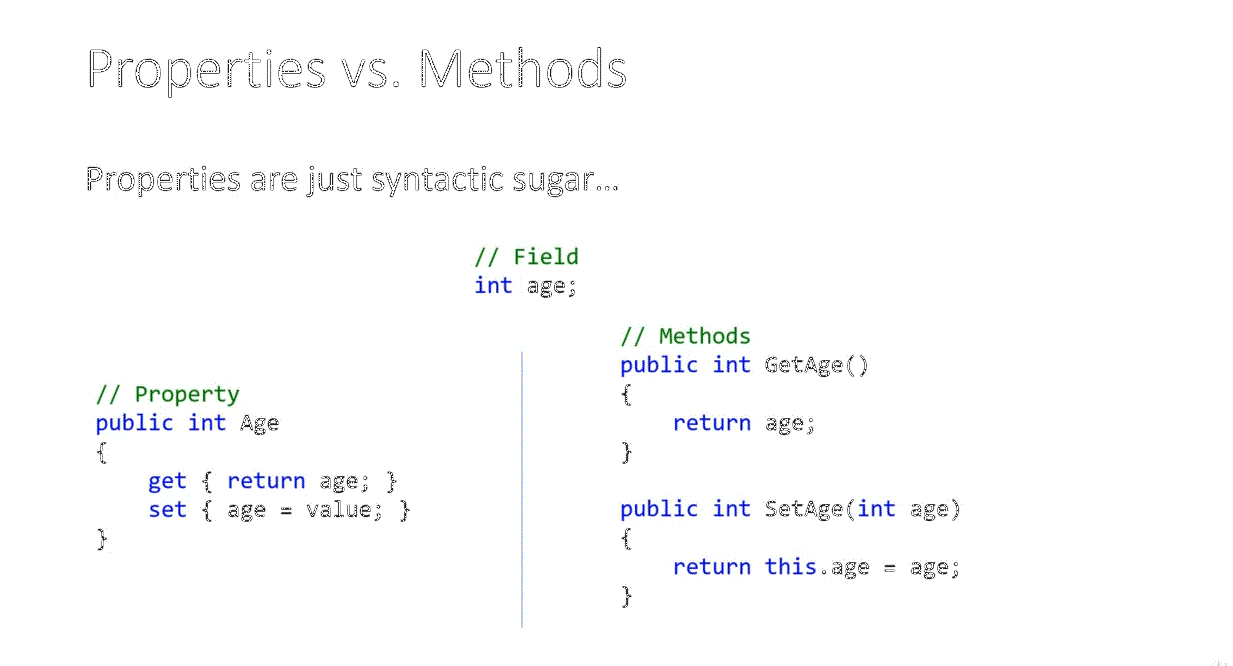 Properties vs. Methods
Properties are just syntactic sugar...
// Field
int age;
// Property
public int Age
{
    get { return age; }
    set { age = value; }
}
// Methods
public int GetAge()
{
    return age;
}
public int SetAge(int age)
{
    return this.age = age;
}